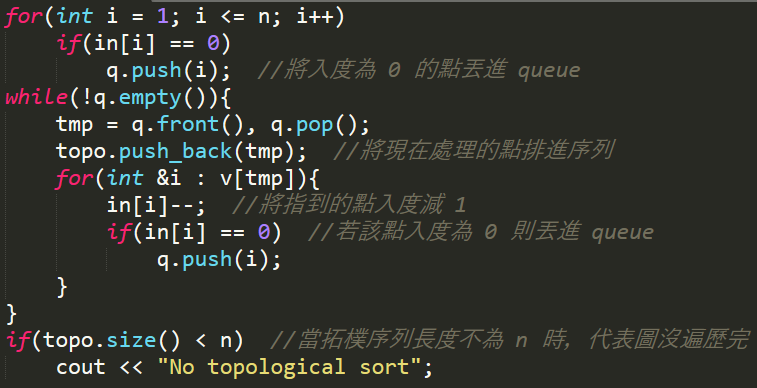 for(int i = 1; i <= n; i++)
    if(in[i] == 0)
        q.push(i);  //將入度為 0 的點丟進 queue
while(!q.empty()){
    tmp = q.front(), q.pop();
    topo.push_back(tmp);  //將現在處理的點排進序列
    for(int &i : v[tmp]){
        in[i]--;  //將指到的點入度減 1
        if(in[i] == 0)  //若該點入度為 0 則丟進 queue
            q.push(i);
    }
}
if(topo.size() < n)  //當拓樸序列長度不為 n 時, 代表圖沒遍歷完
    cout << "No topological sort";